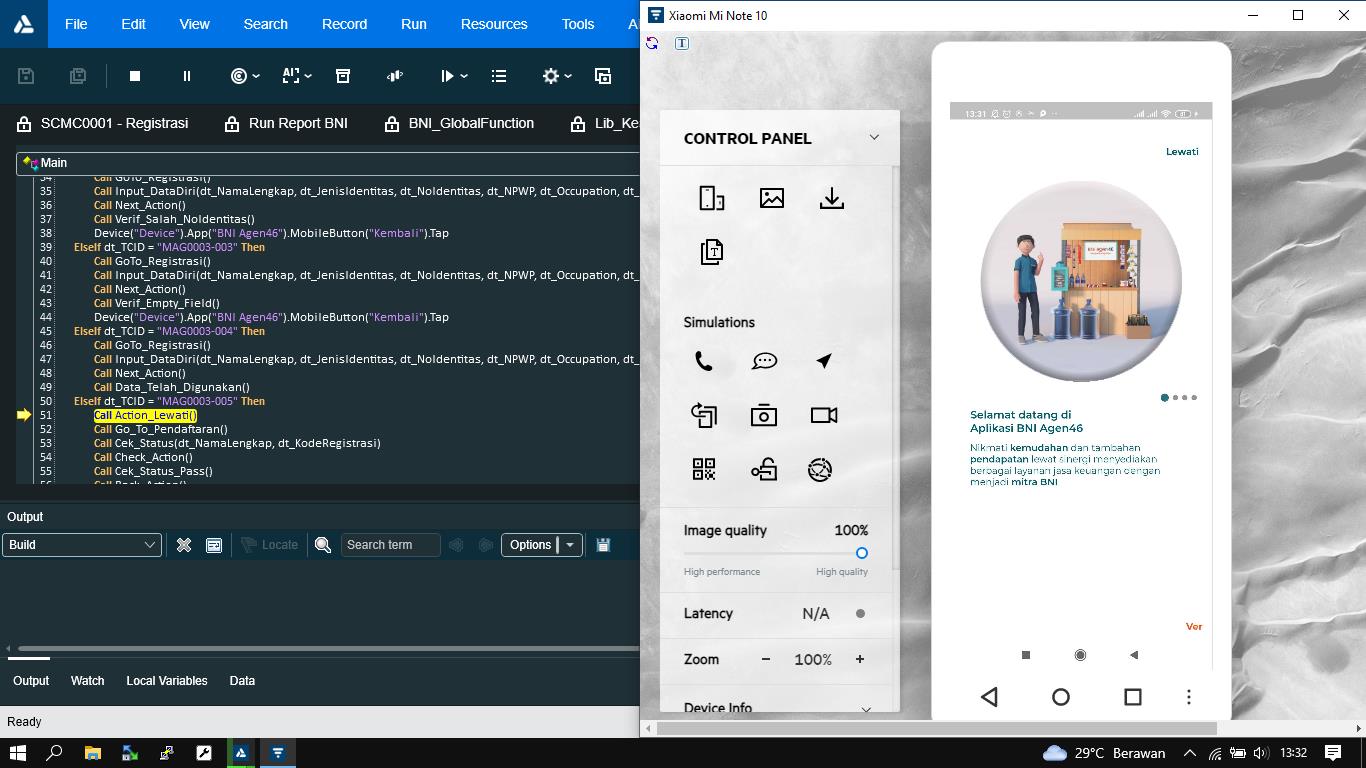 File Edit View Search Record Run Resources Tools
SCMC0001 - Registrasi Run Report BNI BNI_GlobalFunction
Main
34 Call GoTo_Registrasi()
35 Call Input_DataDiri(dt_NamaLengkap, dt_JenisIdentitas, dt_NoIdentitas, dt_NPWP, dt_Occupation, dt_
36 Call Next_Action()
37 Call Verif_Salah_NoIdentitas()
38 Device("Device").App("BNI Agen46").MobileButton("Kembali").Tap
39 ElseIf dt_TCID = "MAG0003-003" Then
40 Call GoTo_Registrasi()
41 Call Input_DataDiri(dt_NamaLengkap, dt_JenisIdentitas, dt_NoIdentitas, dt_NPWP, dt_Occupation, dt_
42 Call Next_Action()
43 Call Verif_Empty_Field()
44 Device("Device").App("BNI Agen46").MobileButton("Kembali").Tap
45 ElseIf dt_TCID = "MAG0003-004" Then
46 Call GoTo_Registrasi()
47 Call Input_DataDiri(dt_NamaLengkap, dt_JenisIdentitas, dt_NoIdentitas, dt_NPWP, dt_Occupation, dt_
48 Call Next_Action()
49 Call Data_Telah_Digunakan()
50 ElseIf dt_TCID = "MAG0003-005" Then
51 Call Action_Lewati()
52 Call Go_To_Pendaftaran()
53 Call Cek_Status(dt_NamaLengkap, dt_KodeRegistrasi)
54 Call Check_Action()
55 Call Cek_Status_Pass()
56 Call Back_Action()
Output
Build Locate Search term Options
Output Watch Local Variables Data
Ready
Xiaomi Mi Note 10
CONTROL PANEL
Simulations
Image quality 100%
High performance High quality
Latency N/A
Zoom - 100% +
Device Info
13:31
Lewati
BNI Agen46
Selamat datang di
Aplikasi BNI Agen46
Nikmati kemudahan dan tambahan
pendapatan lewat sinergi menyediakan
berbagai layanan jasa keuangan dengan
menjadi mitra BNI
Ver
29°C Berawan 13:32